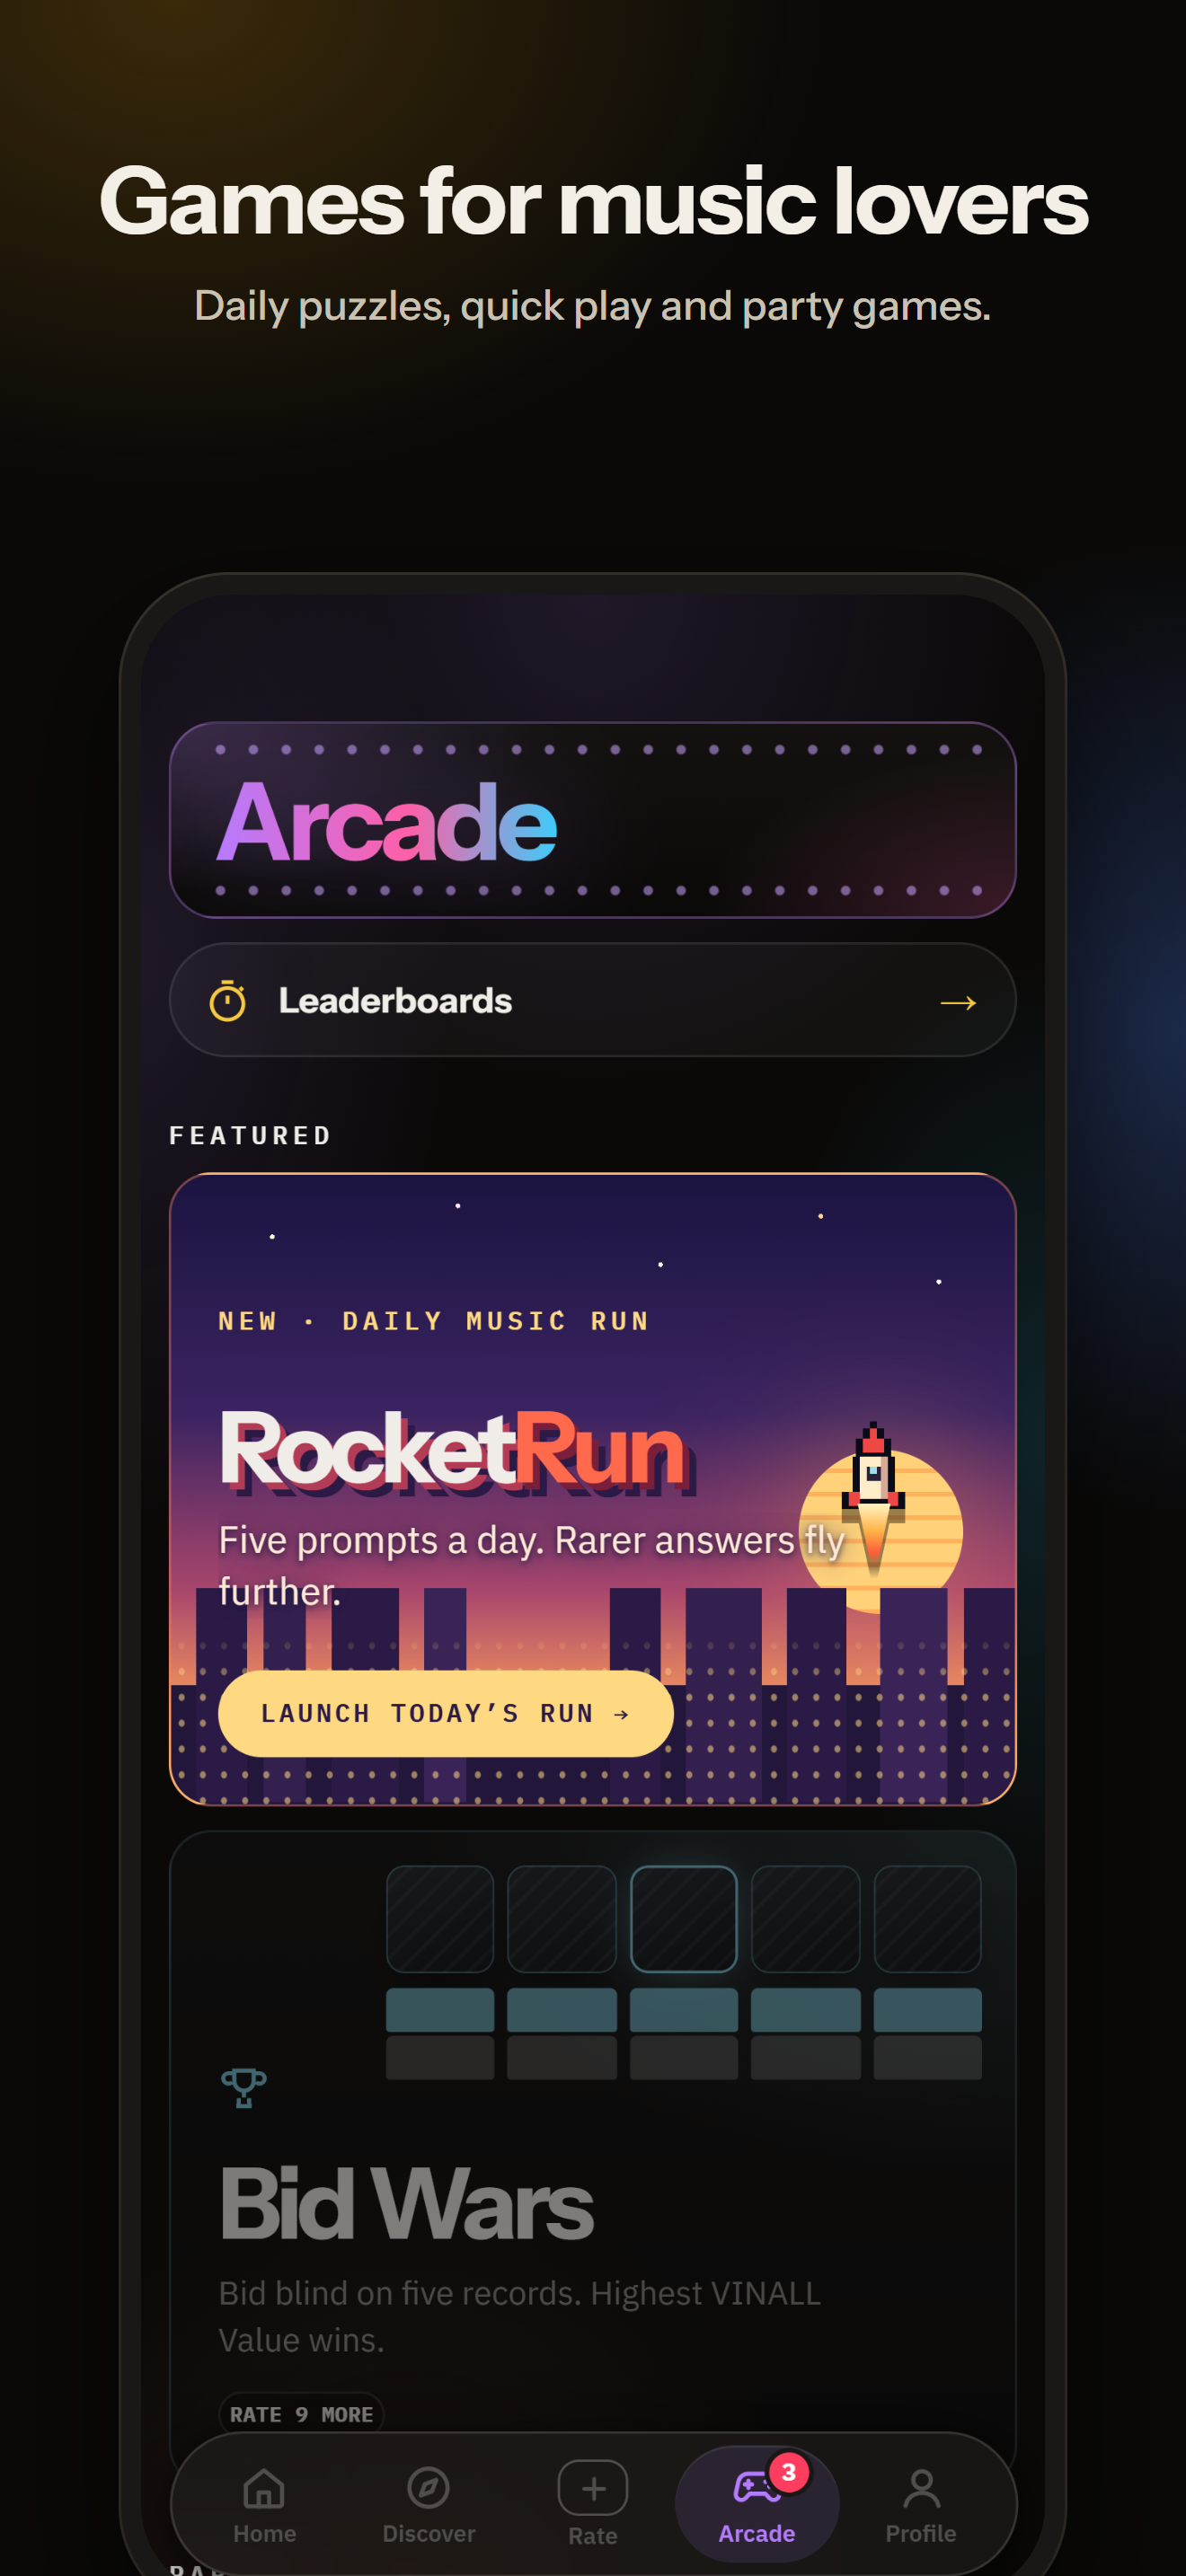 Games for music lovers
Daily puzzles, quick play and party games.
Arcade
Leaderboards →
FEATURED
NEW · DAILY MUSIC RUN
RocketRun
Five prompts a day. Rarer answers fly
further.
LAUNCH TODAY’S RUN →
Bid Wars
Bid blind on five records. Highest VINALL
Value wins.
RATE 9 MORE
3
Home Discover Rate Arcade Profile